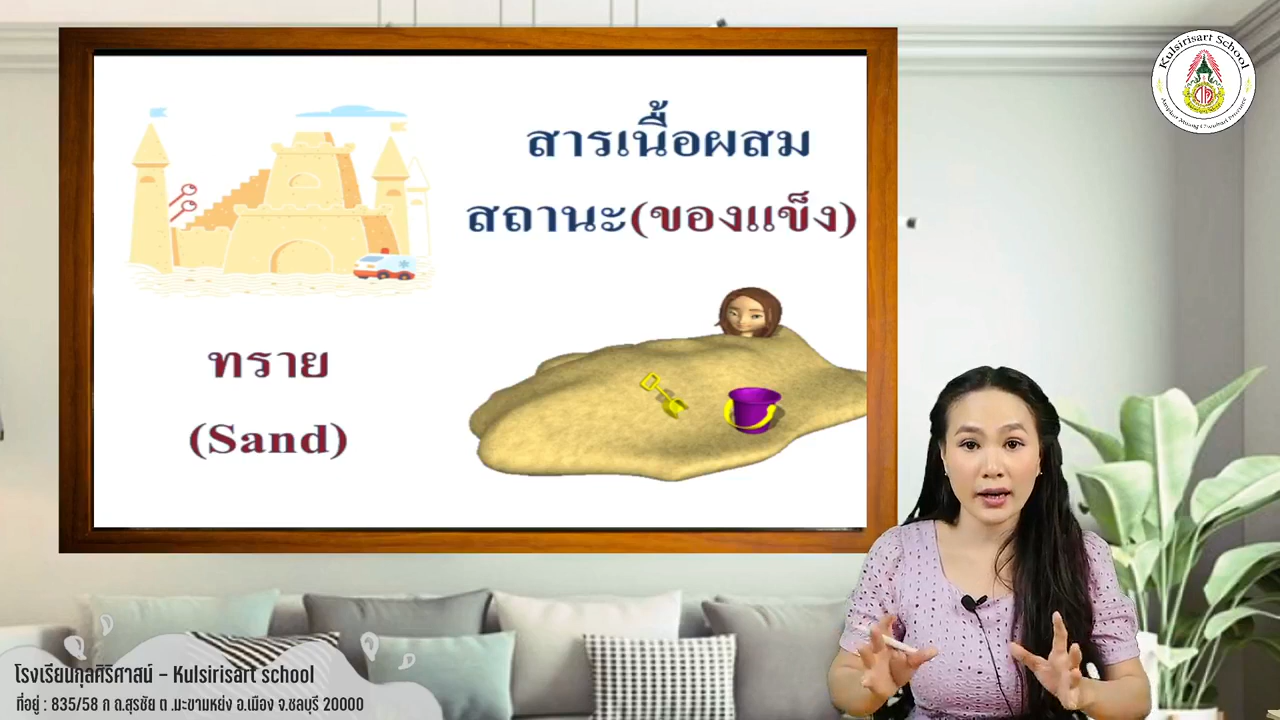 สารเนื้อผสม
สถานะ(ของแข็ง)
ทราย
(Sand)
Kulsirisart School
โรงเรียนกุลศิริศาสน์ - Kulsirisart school
ที่อยู่ : 835/58 ก ถ.สุรชัย ต .มะขามหย่ง อ.เมือง จ.ชลบุรี 20000